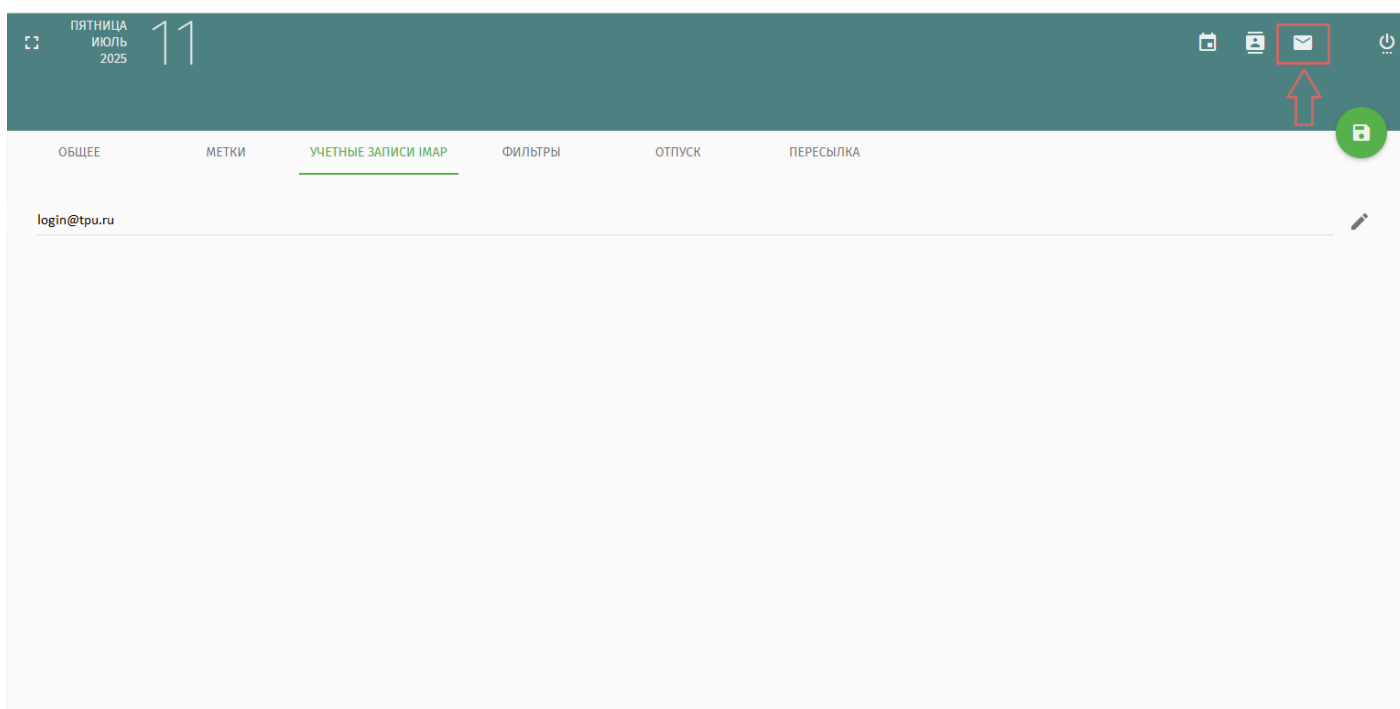 ПЯТНИЦА
ИЮЛЬ
2025
11
ОБЩЕЕ МЕТКИ УЧЕТНЫЕ ЗАПИСИ IMAP ФИЛЬТРЫ ОТПУСК ПЕРЕСЫЛКА
login@tpu.ru